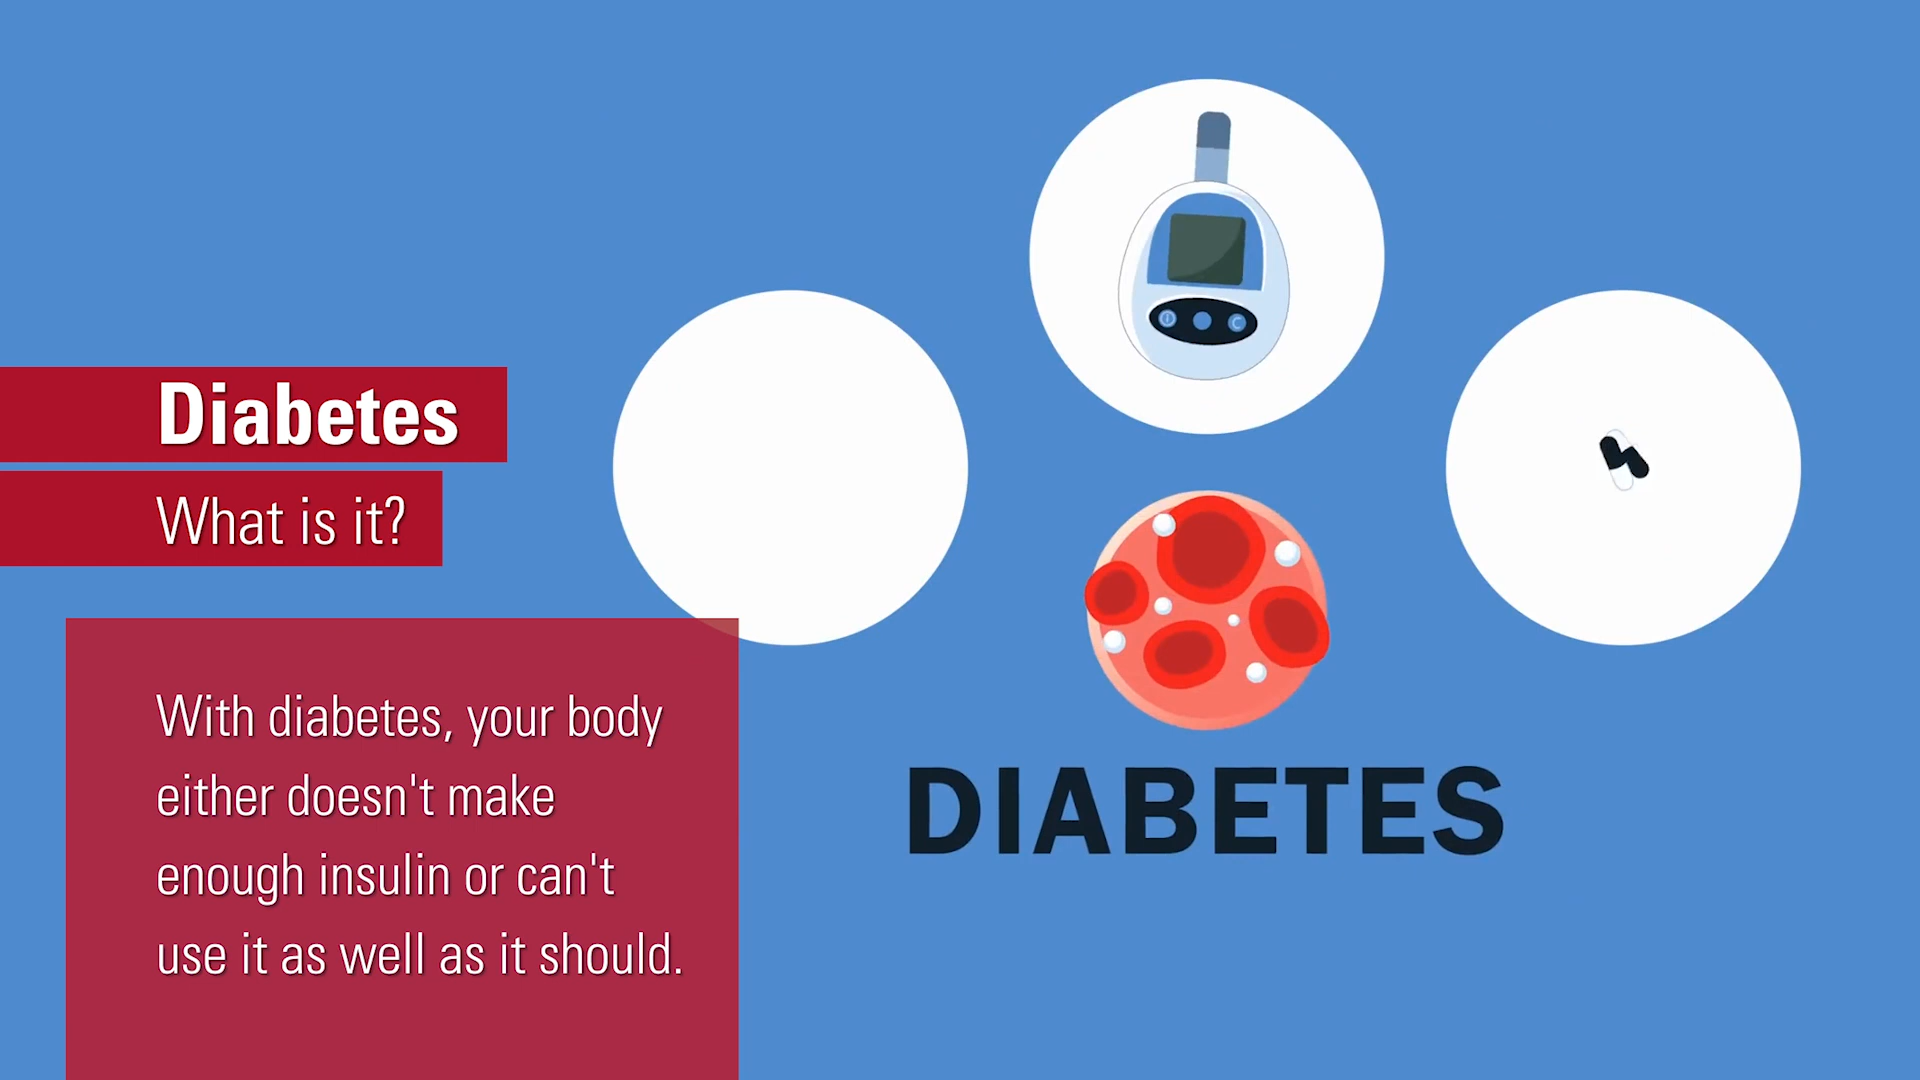 Diabetes
What is it?
With diabetes, your body
either doesn't make
enough insulin or can't
use it as well as it should.
DIABETES